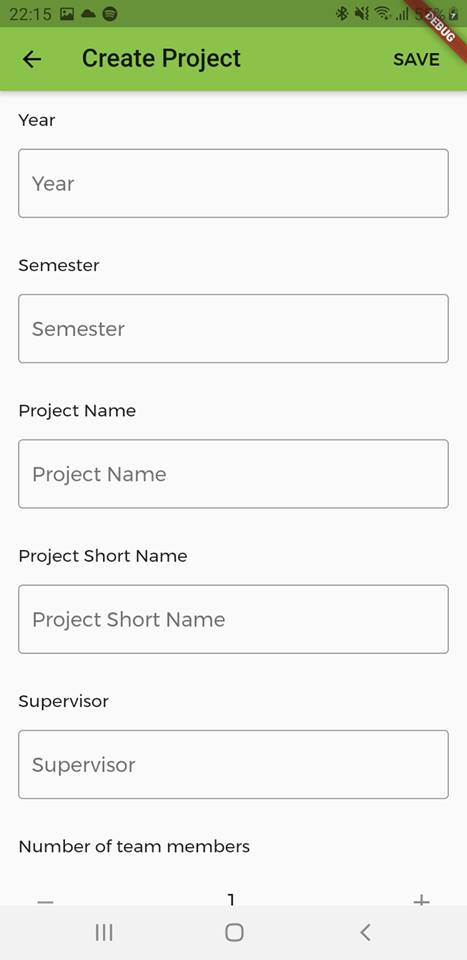 22:15
DEBUG
Create Project
SAVE
Year
Year
Semester
Semester
Project Name
Project Name
Project Short Name
Project Short Name
Supervisor
Supervisor
Number of team members
1